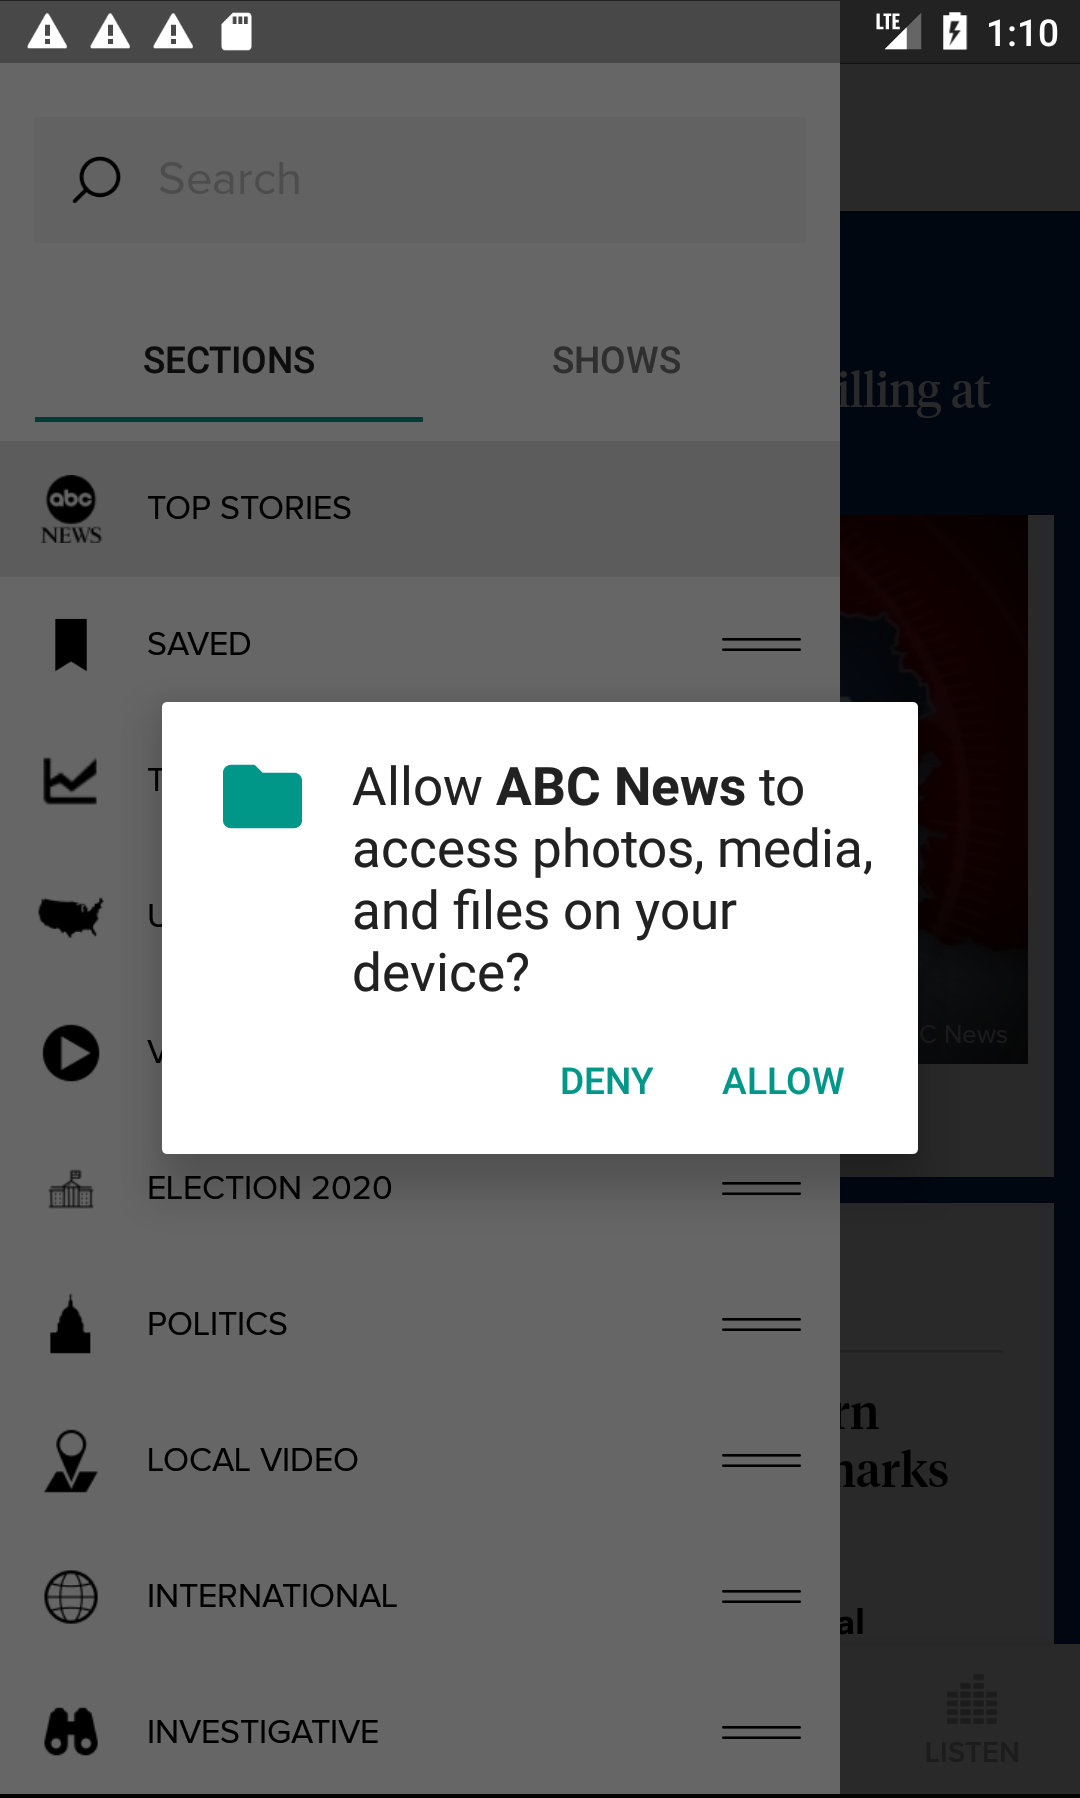 LTE 1:10
Search
SECTIONS SHOWS
illing at
abc
NEWS
TOP STORIES
SAVED
Allow ABC News to
access photos, media,
and files on your
device?
C News
DENY ALLOW
ELECTION 2020
POLITICS
rn
LOCAL VIDEO
narks
INTERNATIONAL
al
INVESTIGATIVE
LISTEN